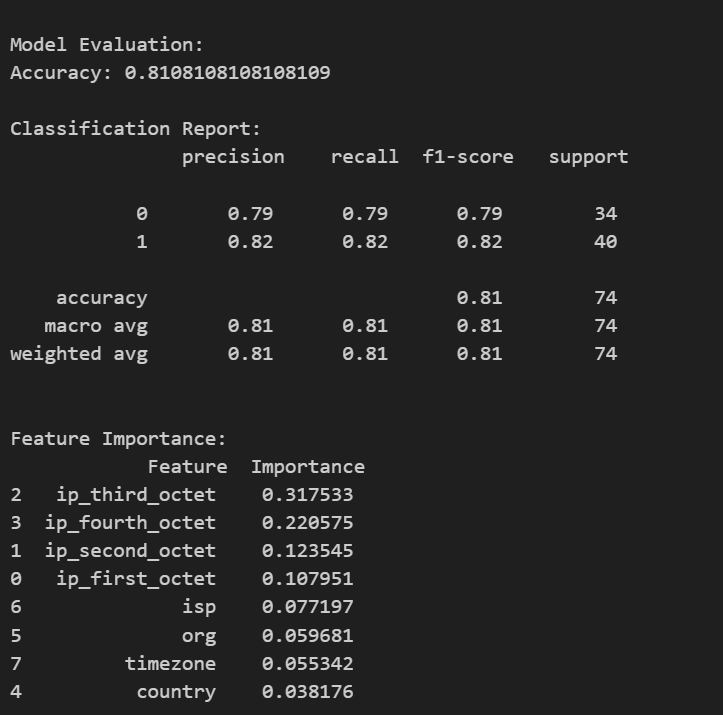 Model Evaluation:
Accuracy: 0.8108108108108109
Classification Report:
precision recall f1-score support
0 0.79 0.79 0.79 34
1 0.82 0.82 0.82 40
accuracy 0.81 74
macro avg 0.81 0.81 0.81 74
weighted avg 0.81 0.81 0.81 74
Feature Importance:
Feature Importance
2 ip_third_octet 0.317533
3 ip_fourth_octet 0.220575
1 ip_second_octet 0.123545
0 ip_first_octet 0.107951
6 isp 0.077197
5 org 0.059681
7 timezone 0.055342
4 country 0.038176